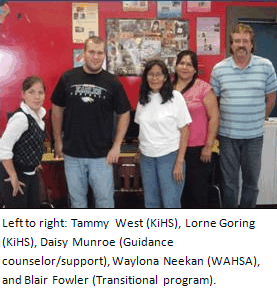 Left to right: Tammy West (KiHS), Lorne Goring
(KiHS), Daisy Munroe (Guidance
counselor/support), Waylona Neekan (WAHSA),
and Blair Fowler (Transitional program).